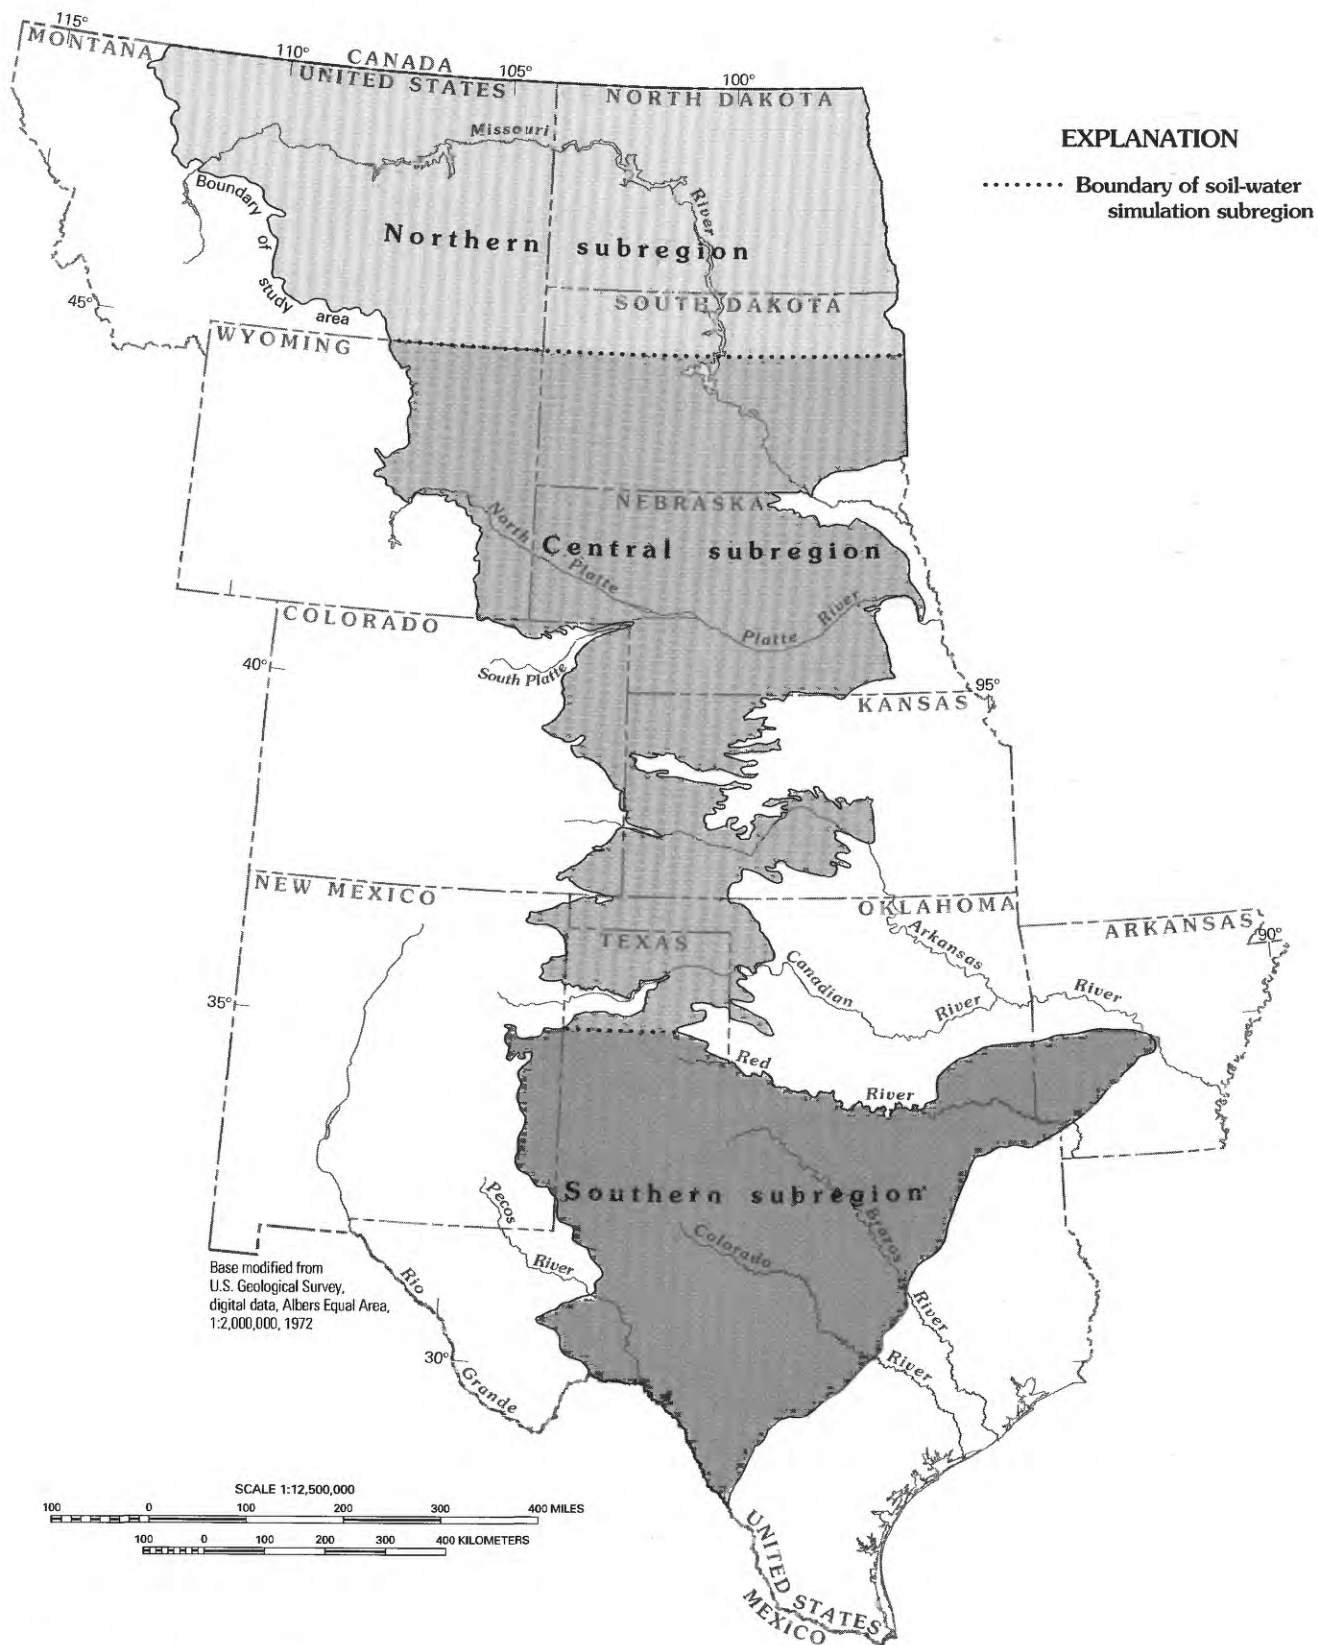 115°
MONTANA
110°
CANADA
UNITED STATES
105°
100°
NORTH DAKOTA
EXPLANATION
Boundary of soil-water
simulation subregion
Missouri
River
Boundary of study area
Northern subregion
45°
SOUTH DAKOTA
WYOMING
NEBRASKA
North Platte
Central subregion
River
Platte
COLORADO
South Platte
40°
95°
KANSAS
NEW MEXICO
OKLAHOMA
ARKANSAS
90°
TEXAS
Arkansas
River
Canadian
River
35°
Red
River
Southern subregion
Pecos
River
Brazos
River
Colorado
River
Base modified from
U.S. Geological Survey,
digital data, Albers Equal Area,
1:2,000,000, 1972
Rio
Grande
30°
SCALE 1:12,500,000
100 0 100 200 300 400 MILES
100 0 100 200 300 400 KILOMETERS
UNITED STATES
MEXICO